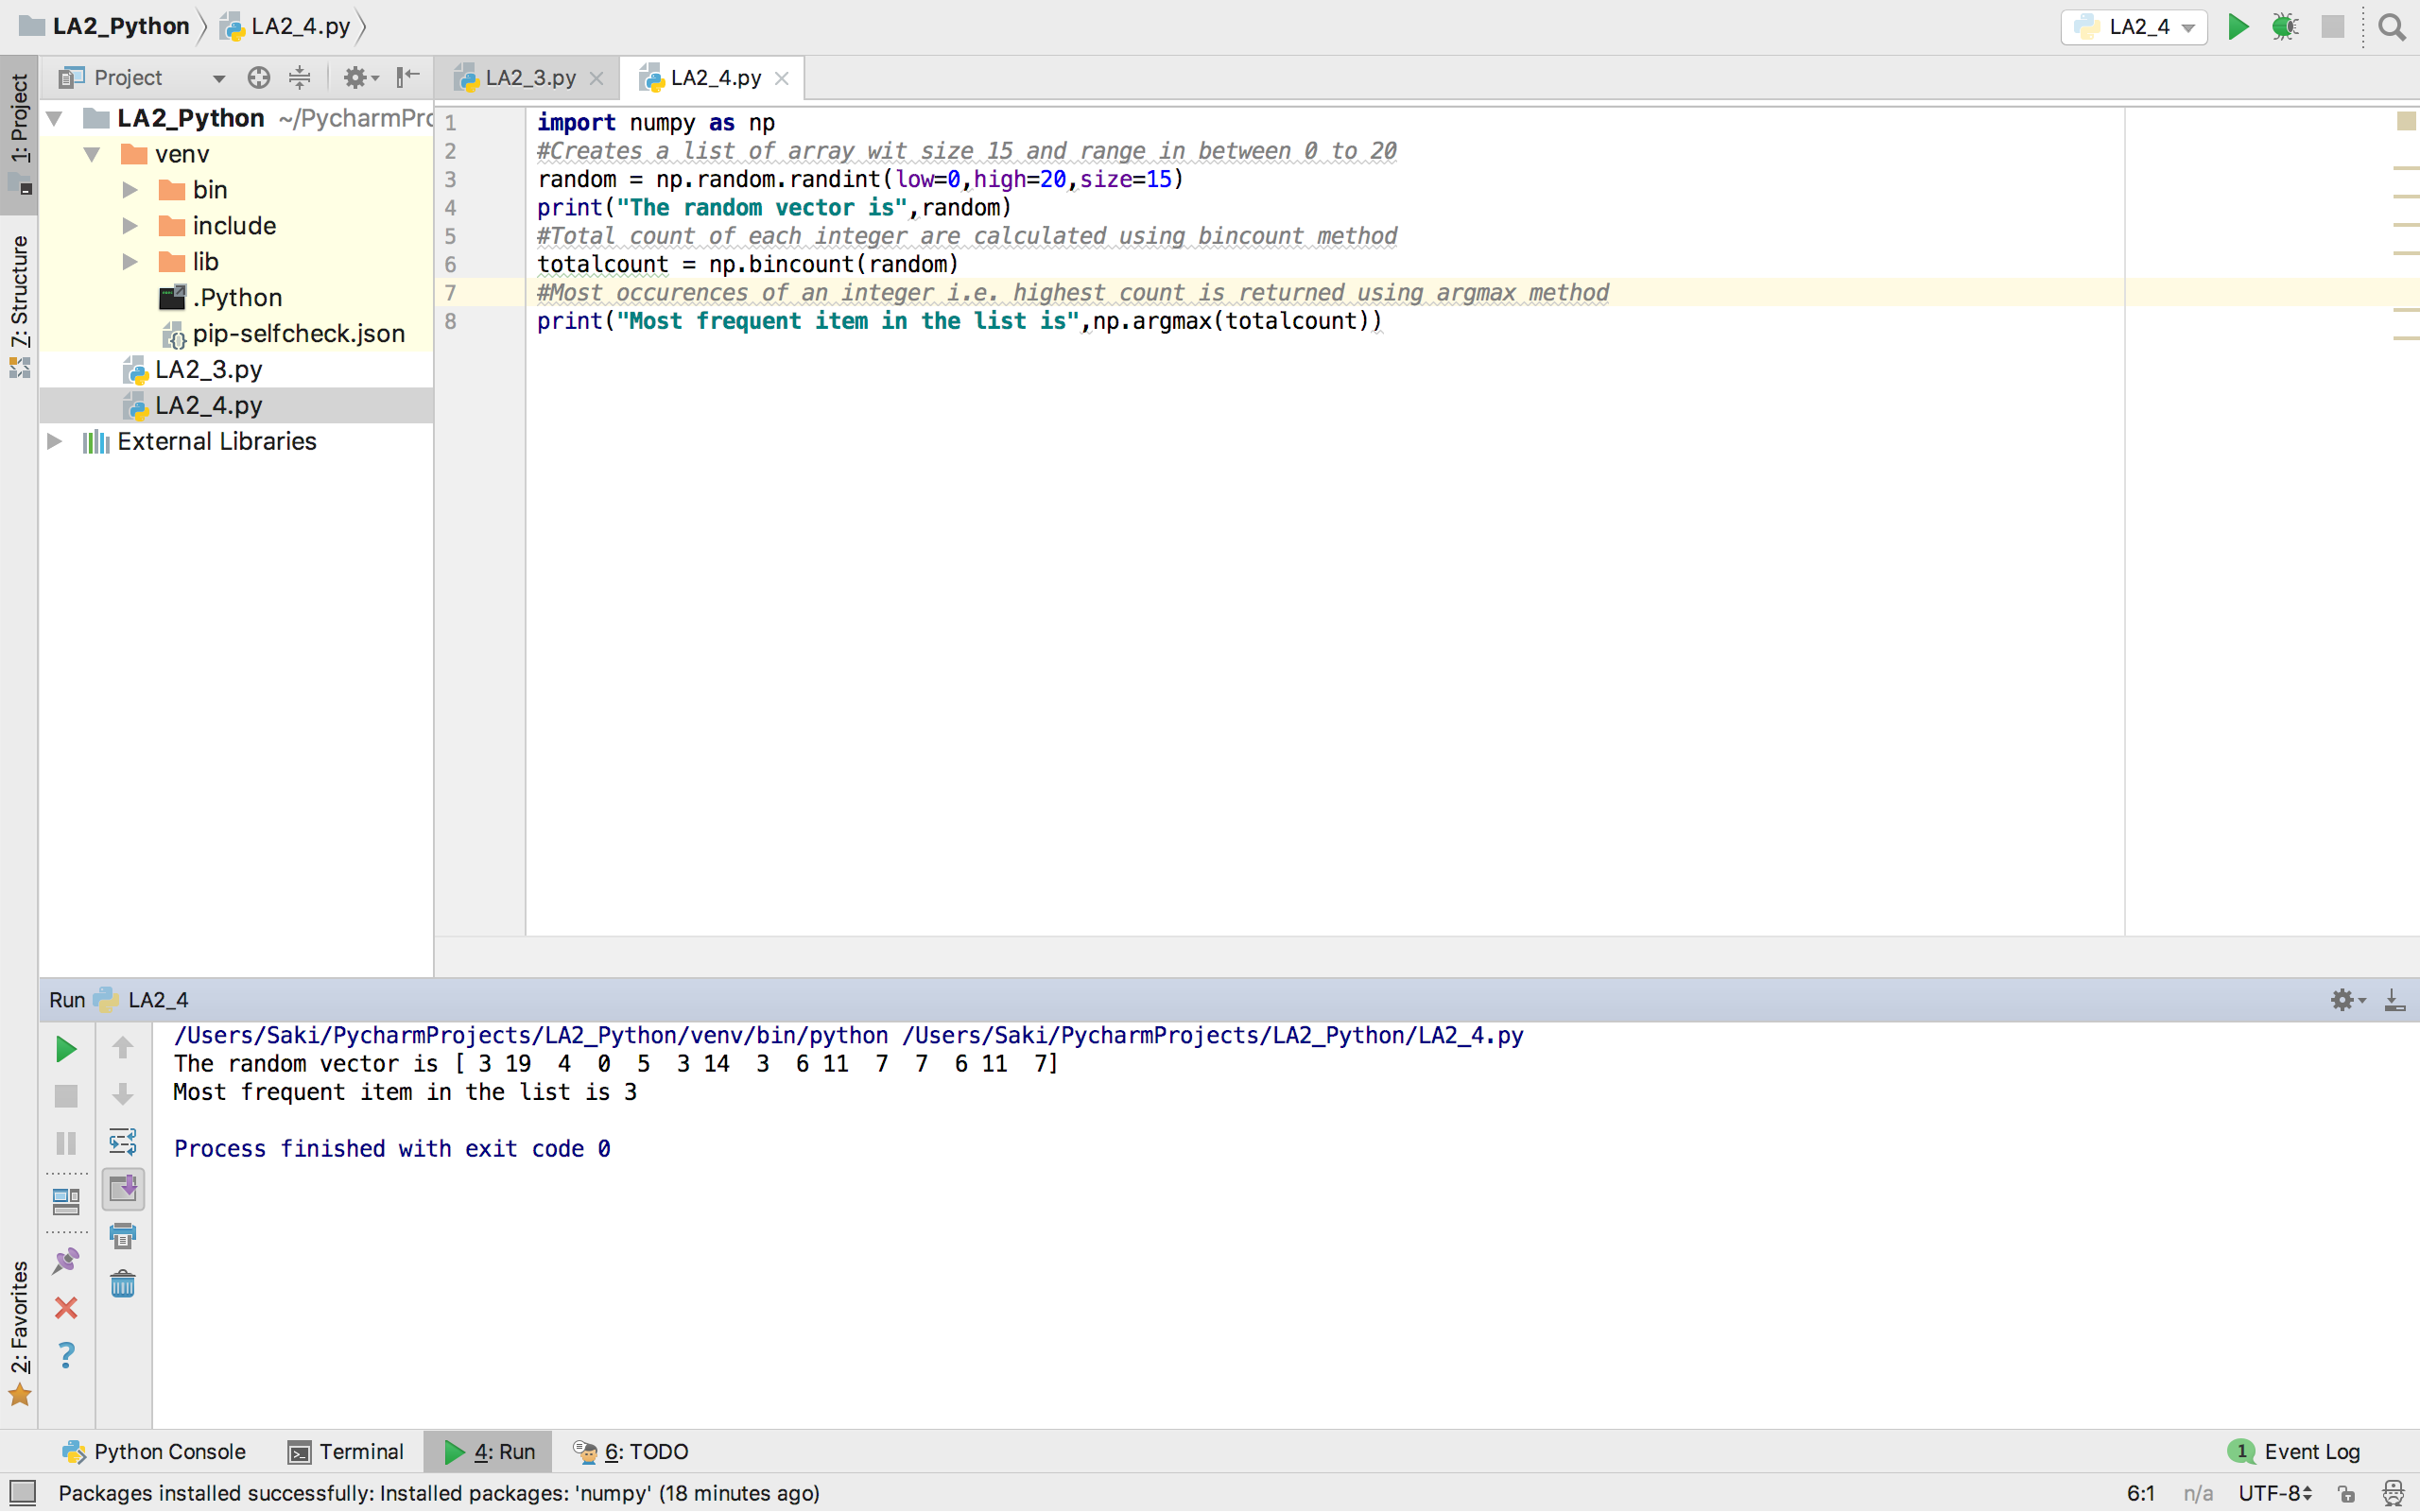 LA2_Python LA2_4.py LA2_4
1: Project
7: Structure
2: Favorites
Project
LA2_Python ~/PycharmPro
venv
bin
include
lib
.Python
pip-selfcheck.json
LA2_3.py
LA2_4.py
External Libraries
LA2_3.py LA2_4.py
1 import numpy as np
2 #Creates a list of array wit size 15 and range in between 0 to 20
3 random = np.random.randint(low=0,high=20,size=15)
4 print("The random vector is",random)
5 #Total count of each integer are calculated using bincount method
6 totalcount = np.bincount(random)
7 #Most occurences of an integer i.e. highest count is returned using argmax method
8 print("Most frequent item in the list is",np.argmax(totalcount))
Run LA2_4
/Users/Saki/PycharmProjects/LA2_Python/venv/bin/python /Users/Saki/PycharmProjects/LA2_Python/LA2_4.py
The random vector is [ 3 19  4  0  5  3 14  3  6 11  7  7  6 11  7]
Most frequent item in the list is 3
Process finished with exit code 0
Python Console Terminal 4: Run 6: TODO 1 Event Log
Packages installed successfully: Installed packages: 'numpy' (18 minutes ago) 6:1 n/a UTF-8